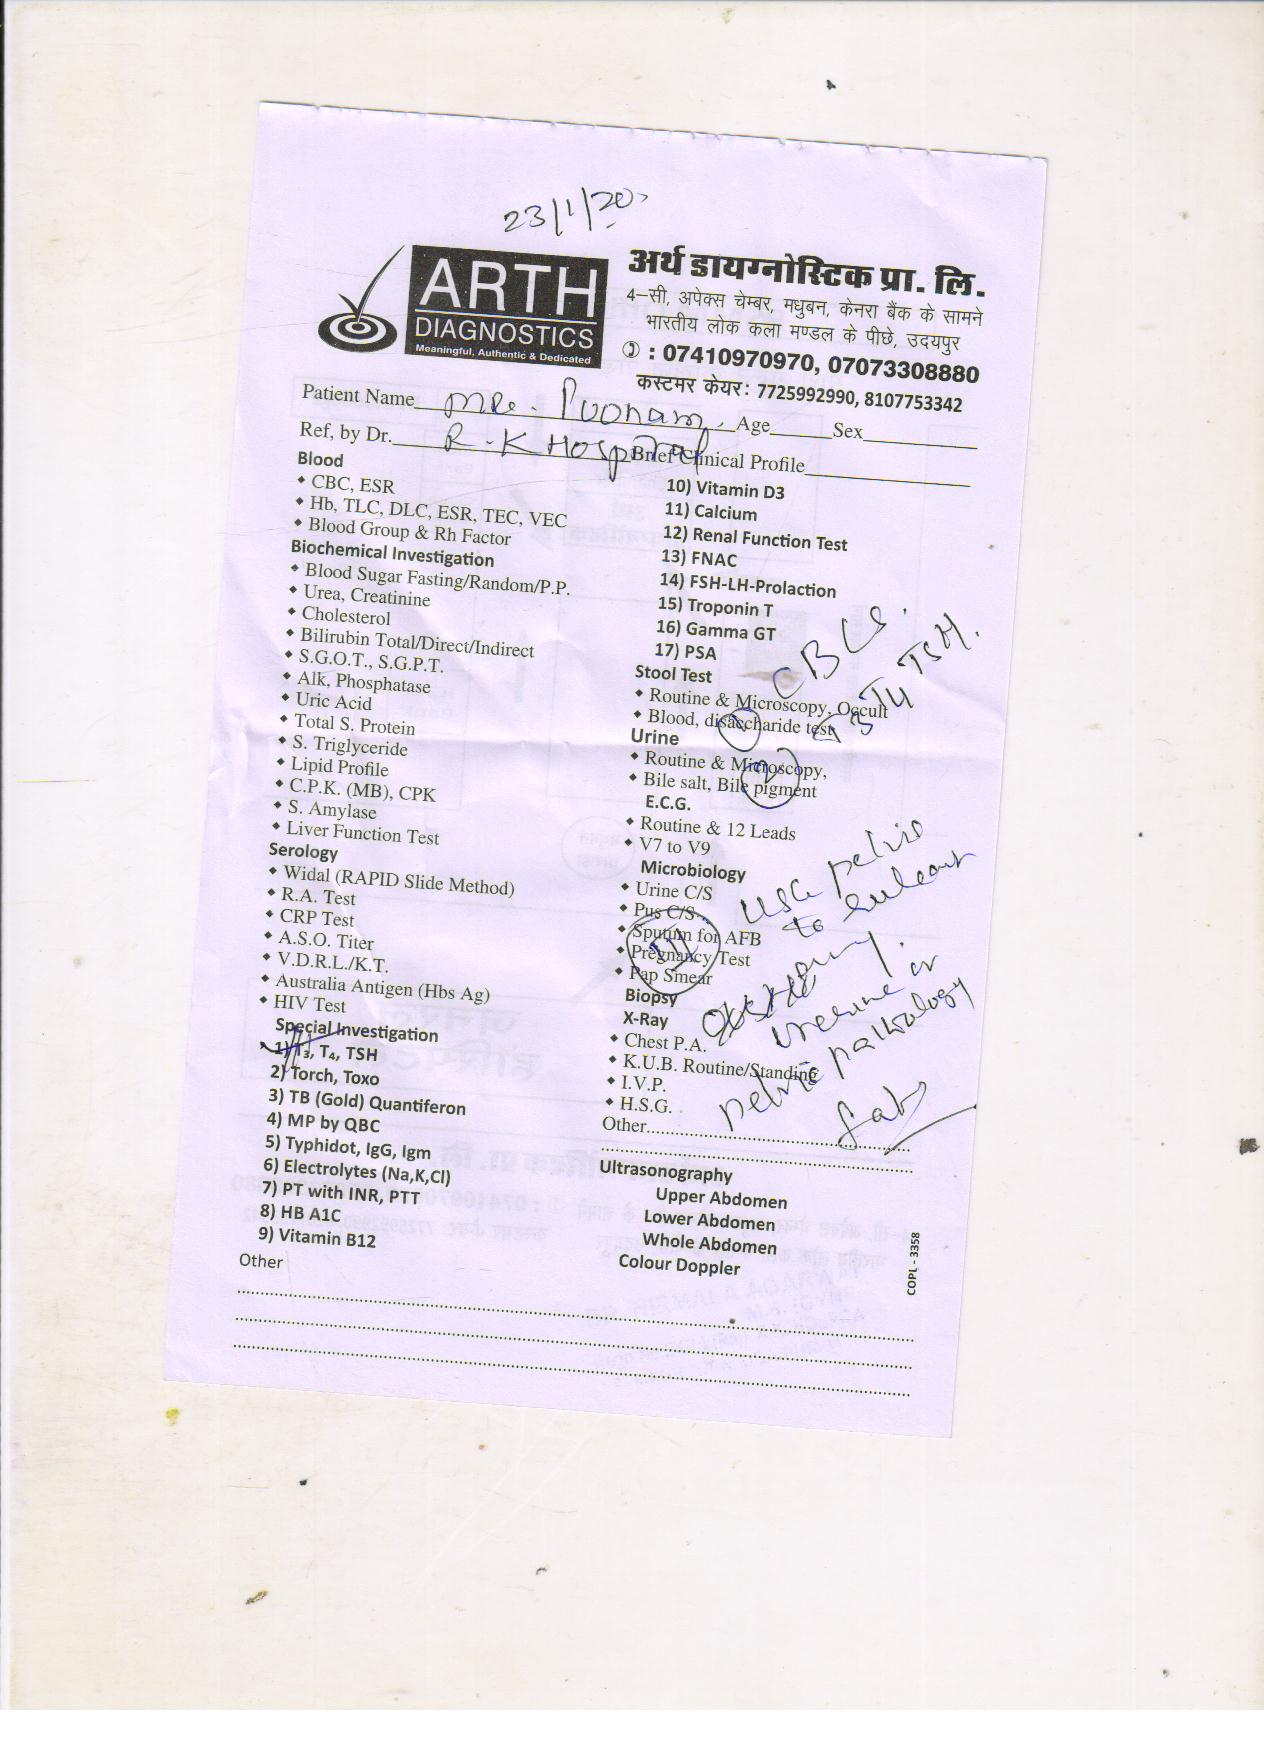 23/1/20
ARTH
DIAGNOSTICS
Meaningful, Authentic & Dedicated
अर्थ डायग्नोस्टिक प्रा. लि.
4–सी, अपेक्स चेम्बर, मधुबन, केनरा बैंक के सामने
भारतीय लोक कला मण्डल के पीछे, उदयपुर
: 07410970970, 07073308880
कस्टमर केयर: 7725992990, 8107753342
Patient Name Mrs. Poonam, Age Sex
Ref, by Dr. R-K Hospital Brief Clinical Profile
Blood
CBC, ESR
Hb, TLC, DLC, ESR, TEC, VEC
Blood Group & Rh Factor
Biochemical Investigation
Blood Sugar Fasting/Random/P.P.
Urea, Creatinine
Cholesterol
Bilirubin Total/Direct/Indirect
S.G.O.T., S.G.P.T.
Alk, Phosphatase
Uric Acid
Total S. Protein
S. Triglyceride
Lipid Profile
C.P.K. (MB), CPK
S. Amylase
Liver Function Test
Serology
Widal (RAPID Slide Method)
R.A. Test
CRP Test
A.S.O. Titer
V.D.R.L./K.T.
Australia Antigen (Hbs Ag)
HIV Test
Special Investigation
1) T₃, T₄, TSH
2) Torch, Toxo
3) TB (Gold) Quantiferon
4) MP by QBC
5) Typhidot, IgG, Igm
6) Electrolytes (Na,K,Cl)
7) PT with INR, PTT
8) HB A1C
9) Vitamin B12
Other
10) Vitamin D3
11) Calcium
12) Renal Function Test
13) FNAC
14) FSH-LH-Prolaction
15) Troponin T
16) Gamma GT
17) PSA
Stool Test
Routine & Microscopy, Occult
Blood, disaccharide test
Urine
Routine & Microscopy,
Bile salt, Bile pigment
E.C.G.
Routine & 12 Leads
V7 to V9
Microbiology
Urine C/S
Pus C/S
Sputum for AFB
Pregnancy Test
Pap Smear
Biopsy
X-Ray
Chest P.A.
K.U.B. Routine/Standing
I.V.P.
H.S.G.
Other
Ultrasonography
Upper Abdomen
Lower Abdomen
Whole Abdomen
Colour Doppler
COPL - 3358
T3 T4 TSH.
2
USG pelvis
to
any
uterine or
pelvic pathology